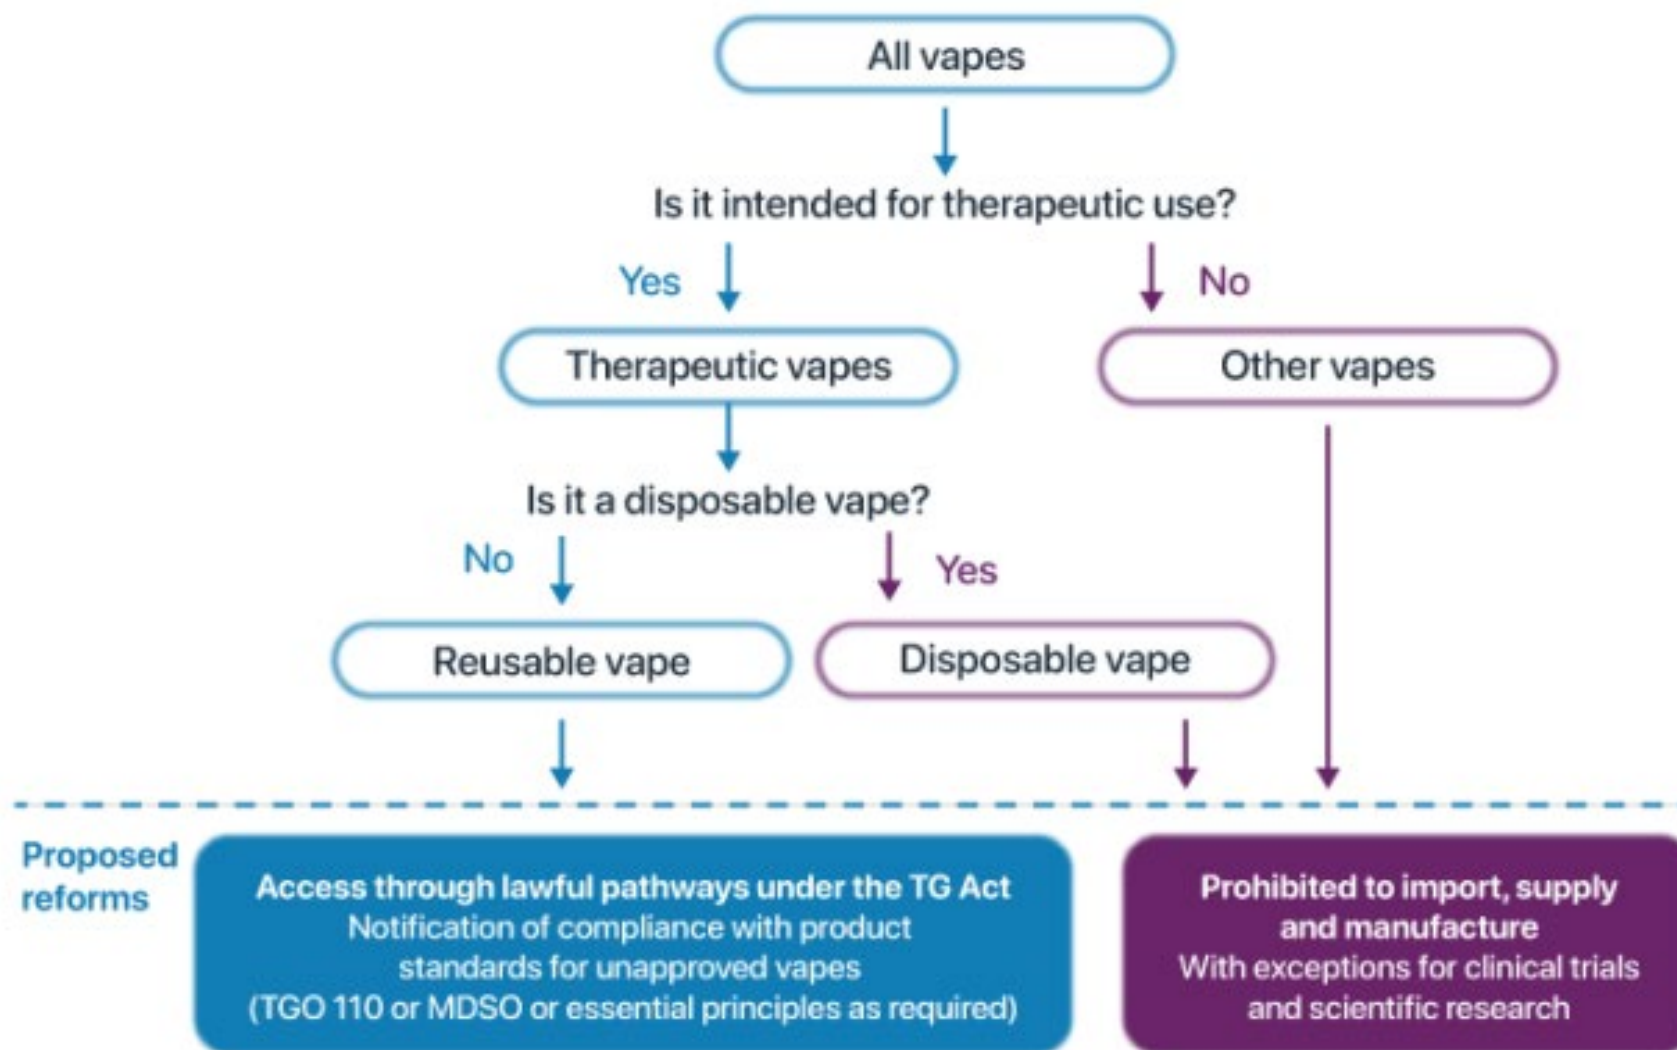 All vapes
Is it intended for therapeutic use?
Yes
No
Therapeutic vapes
Other vapes
Is it a disposable vape?
No
Yes
Reusable vape
Disposable vape
Proposed
reforms
Access through lawful pathways under the TG Act
Notification of compliance with product
standards for unapproved vapes
(TGO 110 or MDSO or essential principles as required)
Prohibited to import, supply
and manufacture
With exceptions for clinical trials
and scientific research